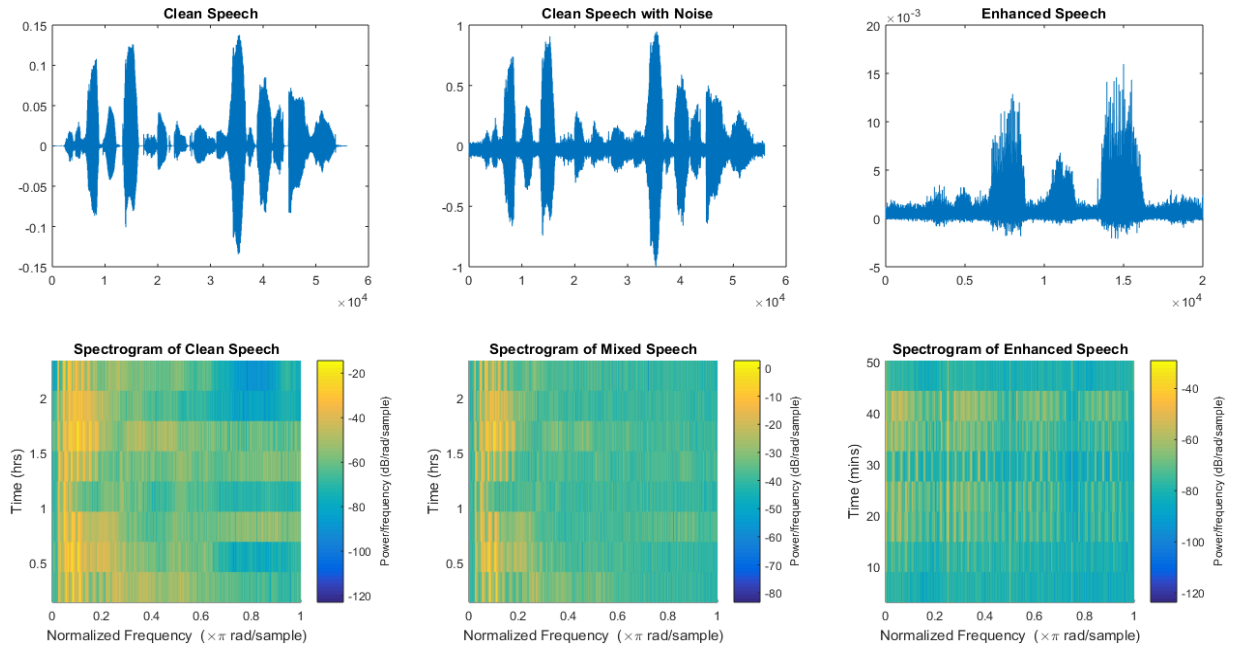 Clean Speech
0.15
0.1
0.05
0
-0.05
-0.1
-0.15
0 1 2 3 4 5 6
×10^4
Clean Speech with Noise
1
0.5
0
-0.5
-1
0 1 2 3 4 5 6
×10^4
Enhanced Speech
×10^-3
20
15
10
5
0
-5
0 0.5 1 1.5 2
×10^4
Spectrogram of Clean Speech
Time (hrs)
2
1.5
1
0.5
0 0.2 0.4 0.6 0.8 1
Normalized Frequency (×π rad/sample)
-20
-40
-60
-80
-100
-120
Power/frequency (dB/rad/sample)
Spectrogram of Mixed Speech
Time (hrs)
2
1.5
1
0.5
0 0.2 0.4 0.6 0.8 1
Normalized Frequency (×π rad/sample)
0
-10
-20
-30
-40
-50
-60
-70
-80
Power/frequency (dB/rad/sample)
Spectrogram of Enhanced Speech
Time (mins)
50
40
30
20
10
0 0.2 0.4 0.6 0.8 1
Normalized Frequency (×π rad/sample)
-40
-60
-80
-100
-120
Power/frequency (dB/rad/sample)